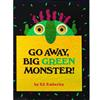 GO AWAY,
BIG GREEN
MONSTER!
by Ed Emberley